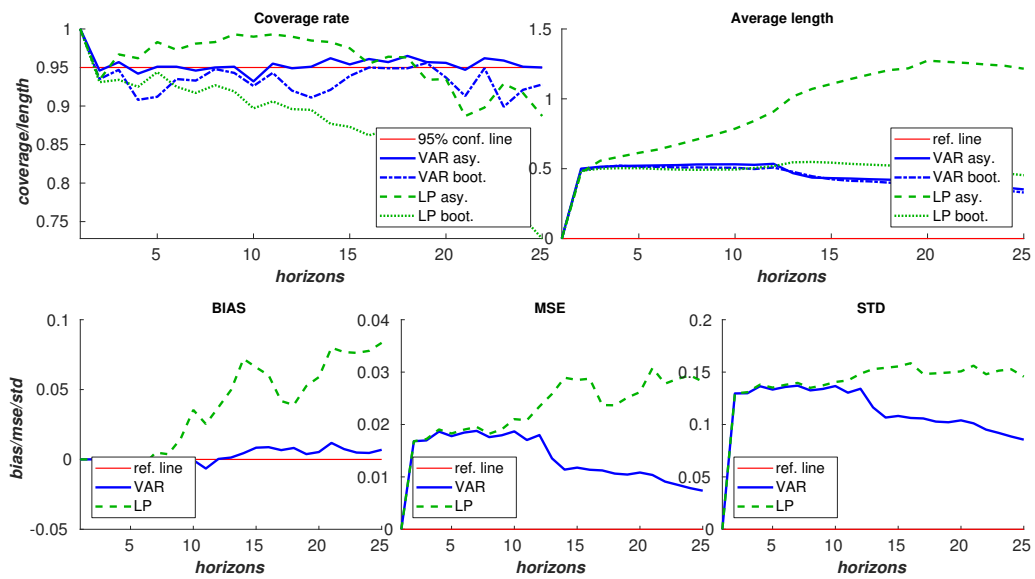 Coverage rate
Average length
coverage/length
1
0.95
0.9
0.85
0.8
0.75
95% conf. line
VAR asy.
VAR boot.
LP asy.
LP boot.
5 10 15 20 25
horizons
1.5
1
0.5
0
ref. line
VAR asy.
VAR boot.
LP asy.
LP boot.
5 10 15 20 25
horizons
BIAS
MSE
STD
bias/mse/std
0.1
0.05
0
-0.05
ref. line
VAR
LP
5 10 15 20 25
horizons
0.04
0.03
0.02
0.01
0
ref. line
VAR
LP
5 10 15 20 25
horizons
0.2
0.15
0.1
0.05
0
ref. line
VAR
LP
5 10 15 20 25
horizons